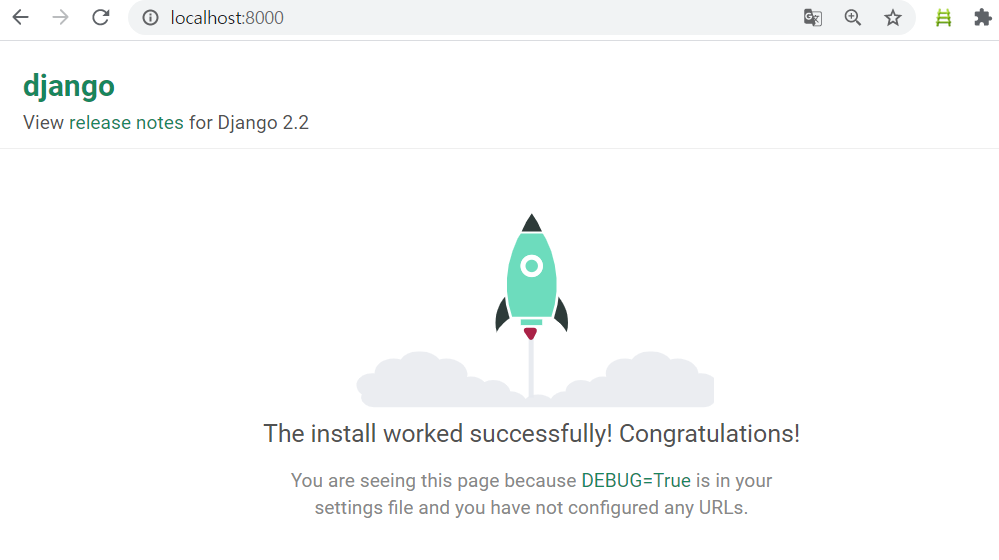 localhost:8000
django
View release notes for Django 2.2
The install worked successfully! Congratulations!
You are seeing this page because DEBUG=True is in your
settings file and you have not configured any URLs.